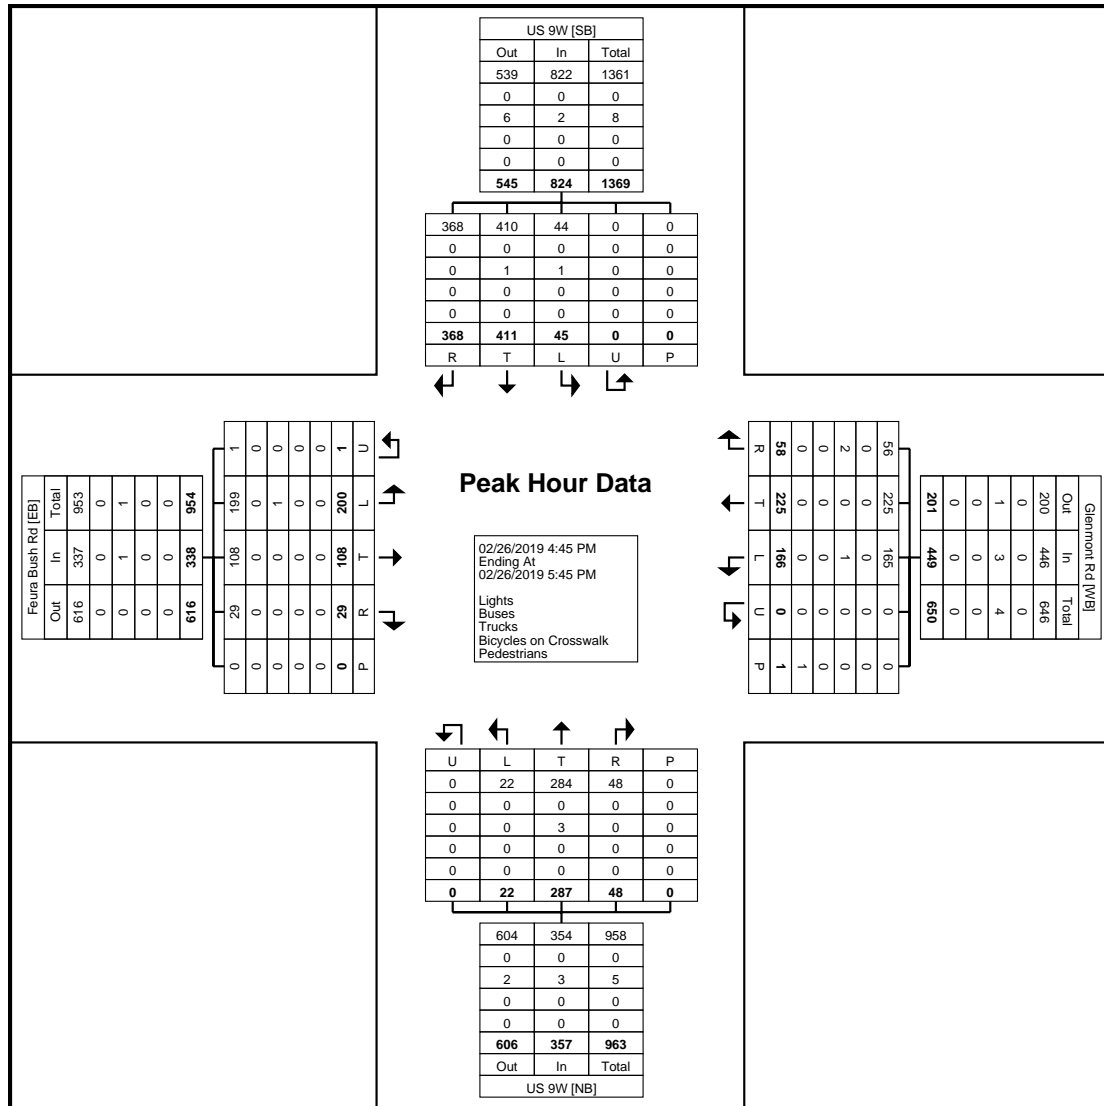 US 9W [SB]
Out In Total
539 822 1361
0 0 0
6 2 8
0 0 0
0 0 0
545 824 1369
368 410 44 0 0
0 0 0 0 0
0 1 1 0 0
0 0 0 0 0
0 0 0 0 0
368 411 45 0 0
R T L U P
Feura Bush Rd [EB]
Total In Out
953 337 616
0 0 0
1 1 0
0 0 0
0 0 0
954 338 616
1 199 108 29 0
0 0 0 0 0
0 1 0 0 0
0 0 0 0 0
0 0 0 0 0
1 200 108 29 0
U L T R P
Peak Hour Data
02/26/2019 4:45 PM
Ending At
02/26/2019 5:45 PM
Lights
Buses
Trucks
Bicycles on Crosswalk
Pedestrians
Glenmont Rd [WB]
Out In Total
200 446 646
0 0 0
1 3 4
0 0 0
0 0 0
201 449 650
56 225 165 0 0
0 0 0 0 0
2 0 1 0 0
0 0 0 0 0
0 0 0 0 1
58 225 166 0 1
R T L U P
U L T R P
0 22 284 48 0
0 0 0 0 0
0 0 3 0 0
0 0 0 0 0
0 0 0 0 0
0 22 287 48 0
604 354 958
0 0 0
2 3 5
0 0 0
0 0 0
606 357 963
Out In Total
US 9W [NB]